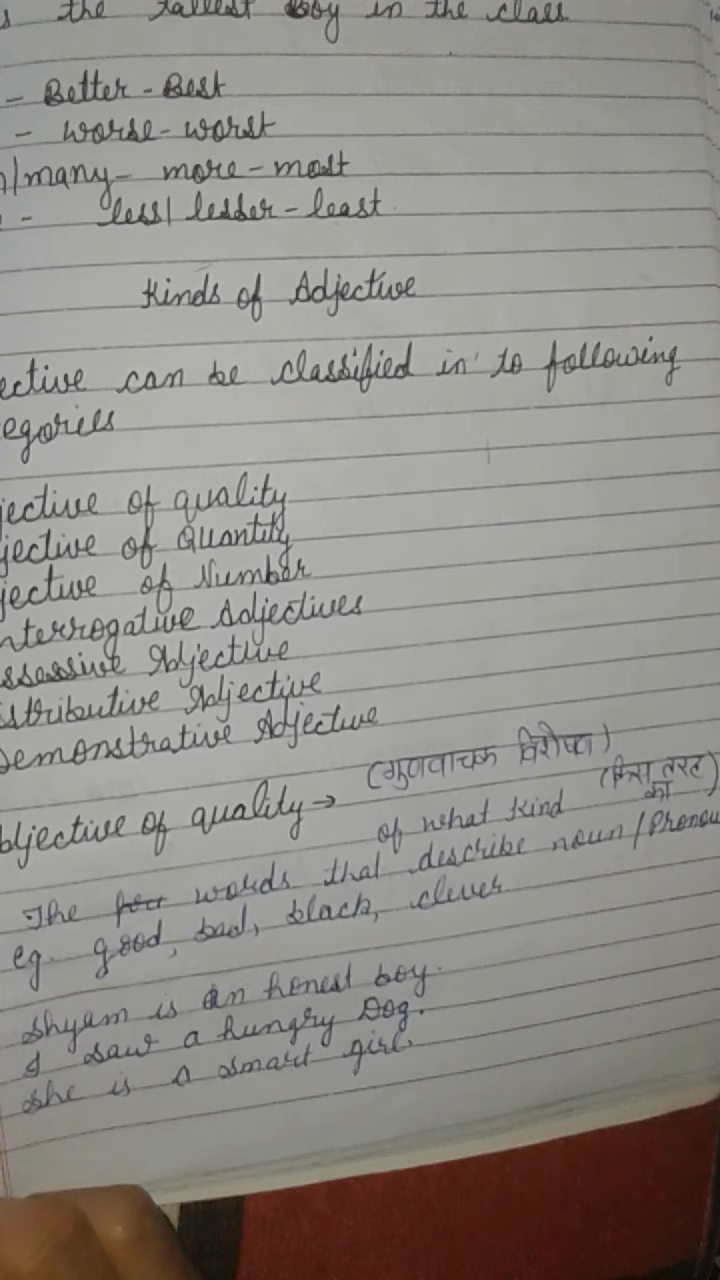 s the tallest boy in the class
- Better - Best
- worse - worst
/many - more - most
- less/ lesser - least
Kinds of Adjective
ective can be classified in to following
egories
jective of quality
jective of Quantity
jective of Number
nterrogative Adjectives
ssessive Adjective
stributive Adjective
Demonstrative Adjective
Adjective of quality → (गुणवाचक विशेषण)
of what kind (किस तरह का)
The words that describe noun / Pronou
eg. good, bad, black, clever
Shyam is an honest boy.
I saw a hungry Dog.
She is a smart girl.